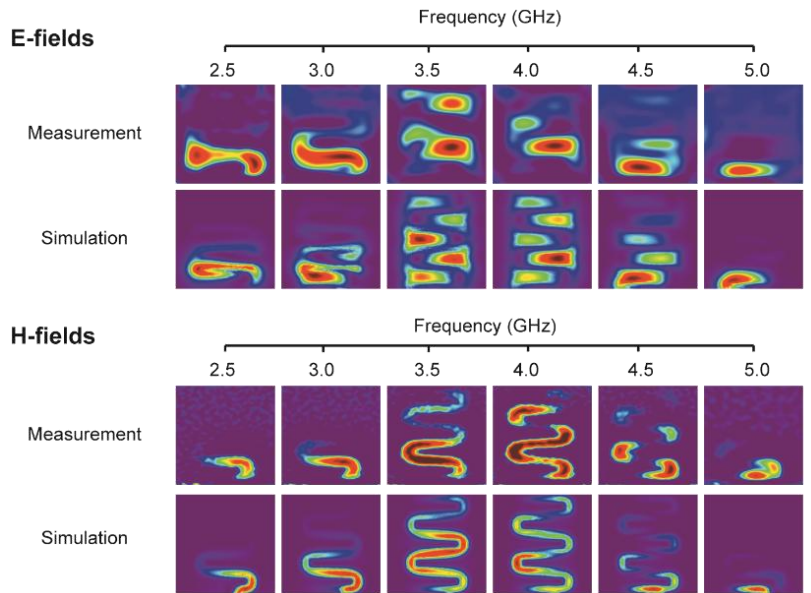 Frequency (GHz)
E-fields
2.5 3.0 3.5 4.0 4.5 5.0
Measurement
Simulation
Frequency (GHz)
H-fields
2.5 3.0 3.5 4.0 4.5 5.0
Measurement
Simulation